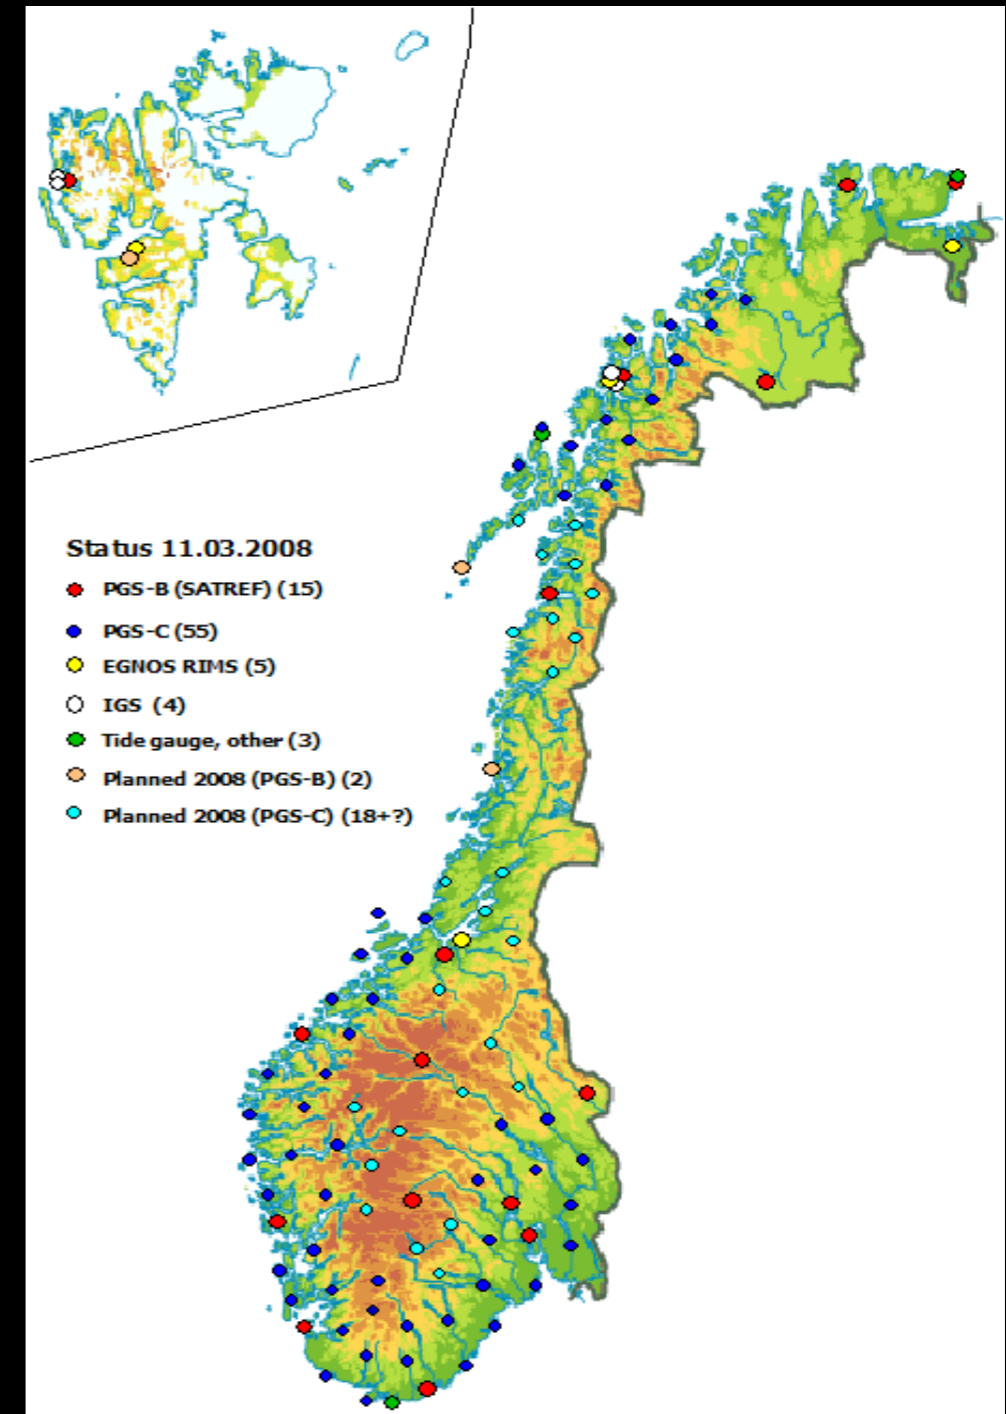 Status 11.03.2008
PGS-B (SATREF) (15)
PGS-C (55)
EGNOS RIMS (5)
IGS (4)
Tide gauge, other (3)
Planned 2008 (PGS-B) (2)
Planned 2008 (PGS-C) (18+?)